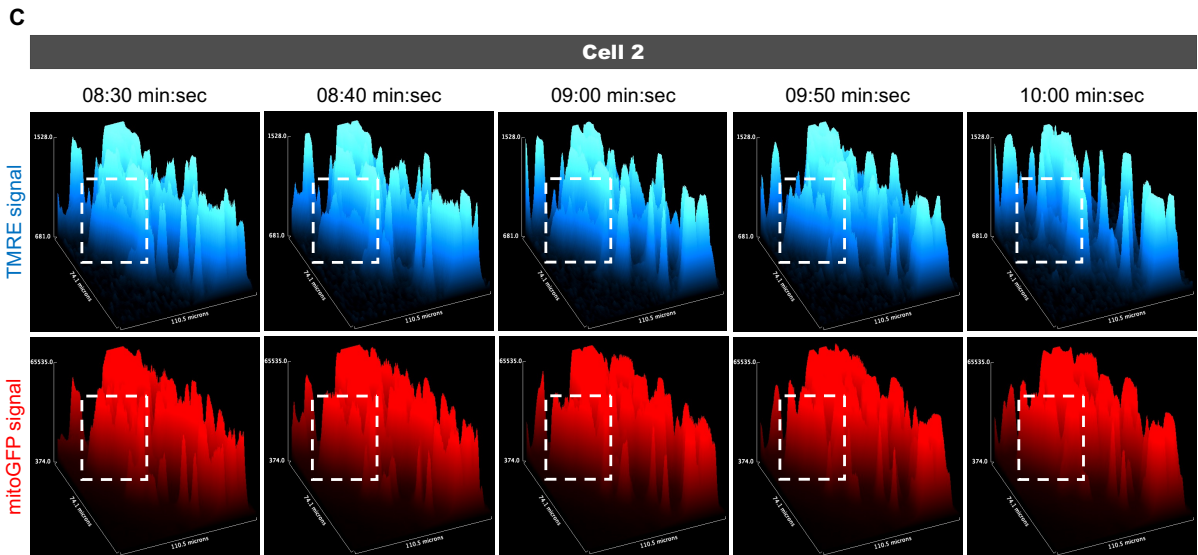 C
Cell 2
08:30 min:sec
08:40 min:sec
09:00 min:sec
09:50 min:sec
10:00 min:sec
TMRE signal
1528.0
681.0
74.1 microns
110.5 microns
1528.0
681.0
74.1 microns
110.5 microns
1528.0
681.0
74.1 microns
110.5 microns
1528.0
681.0
74.1 microns
110.5 microns
1528.0
681.0
74.1 microns
110.5 microns
mitoGFP signal
65535.0
374.0
74.1 microns
110.5 microns
65535.0
374.0
74.1 microns
110.5 microns
65535.0
374.0
74.1 microns
110.5 microns
65535.0
374.0
74.1 microns
110.5 microns
65535.0
374.0
74.1 microns
110.5 microns